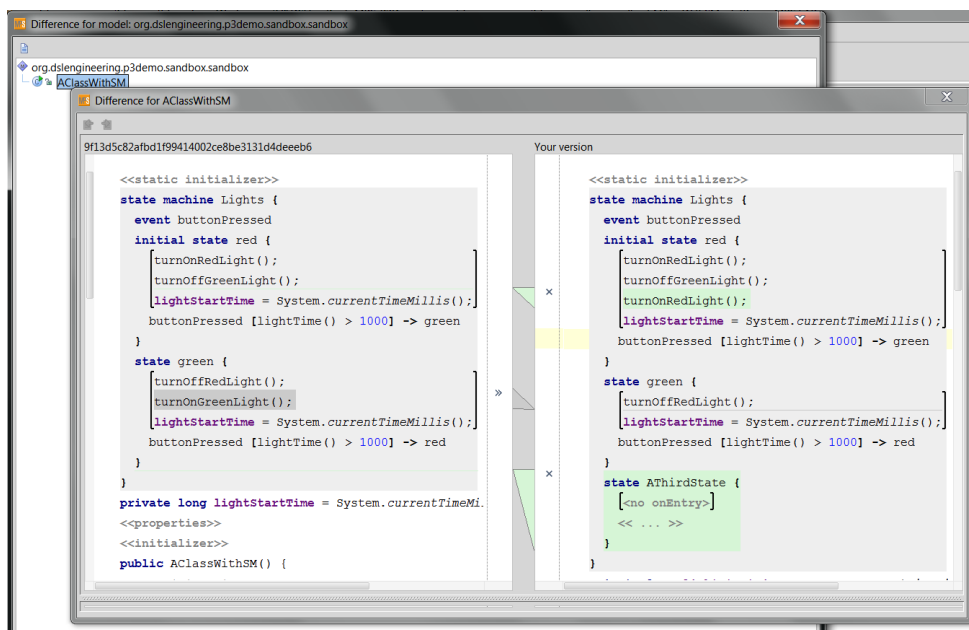 Difference for model: org.dslengineering.p3demo.sandbox.sandbox
org.dslengineering.p3demo.sandbox.sandbox
AClassWithSM
Difference for AClassWithSM
9f13d5c82afbd1f99414002ce8be3131d4deeeb6
<<static initializer>>
state machine Lights {
event buttonPressed
initial state red {
turnOnRedLight();
turnOffGreenLight();
lightStartTime = System.currentTimeMillis();
buttonPressed [lightTime() > 1000] -> green
}
state green {
turnOffRedLight();
turnOnGreenLight();
lightStartTime = System.currentTimeMillis();
buttonPressed [lightTime() > 1000] -> red
}
}
private long lightStartTime = System.currentTimeMi.
<<properties>>
<<initializer>>
public AClassWithSM() {
Your version
<<static initializer>>
state machine Lights {
event buttonPressed
initial state red {
turnOnRedLight();
turnOffGreenLight();
turnOnRedLight();
lightStartTime = System.currentTimeMillis();
buttonPressed [lightTime() > 1000] -> green
}
state green {
turnOffRedLight();
lightStartTime = System.currentTimeMillis();
buttonPressed [lightTime() > 1000] -> red
}
state AThirdState {
[<no onEntry>]
<< ... >>
}
}